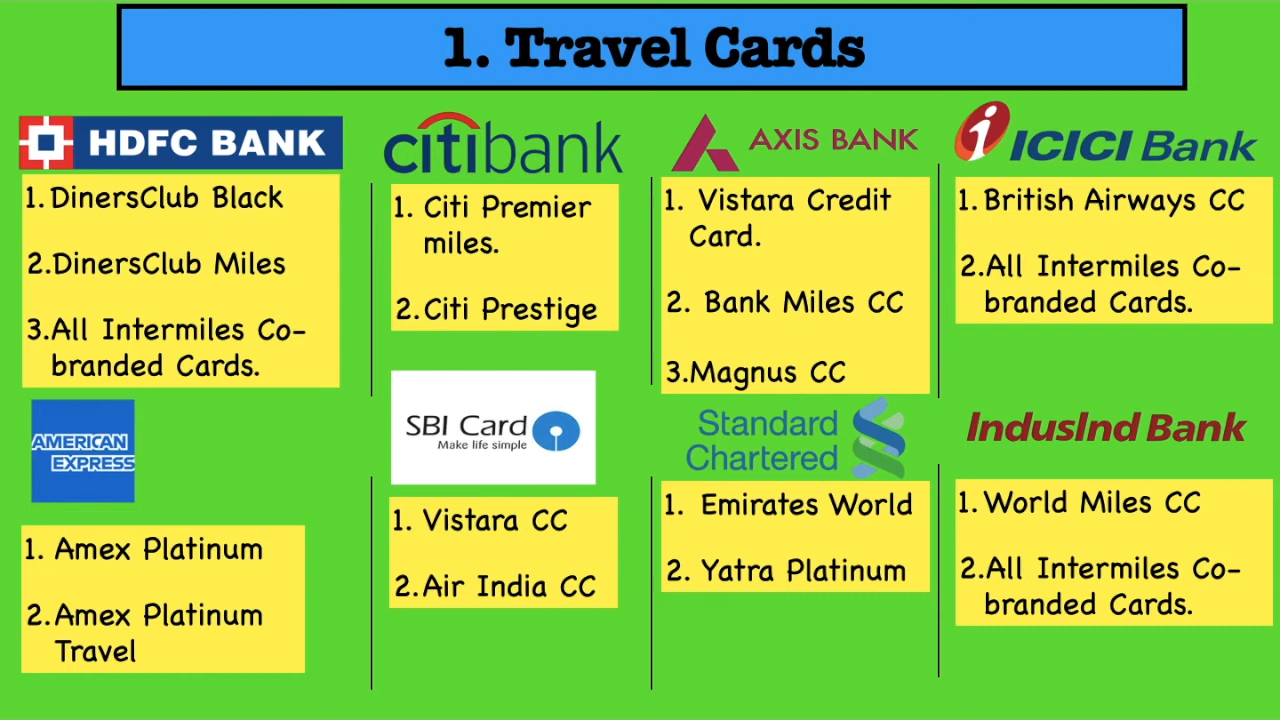 1. Travel Cards
HDFC BANK
1. DinersClub Black
2.DinersClub Miles
3.All Intermiles Co-
branded Cards.
citibank
1. Citi Premier
miles.
2. Citi Prestige
AXIS BANK
1. Vistara Credit
Card.
2. Bank Miles CC
3.Magnus CC
ICICI Bank
1. British Airways CC
2.All Intermiles Co-
branded Cards.
AMERICAN
EXPRESS
1. Amex Platinum
2. Amex Platinum
Travel
SBI Card
Make life simple
1. Vistara CC
2. Air India CC
Standard
Chartered
1. Emirates World
2. Yatra Platinum
IndusInd Bank
1. World Miles CC
2.All Intermiles Co-
branded Cards.